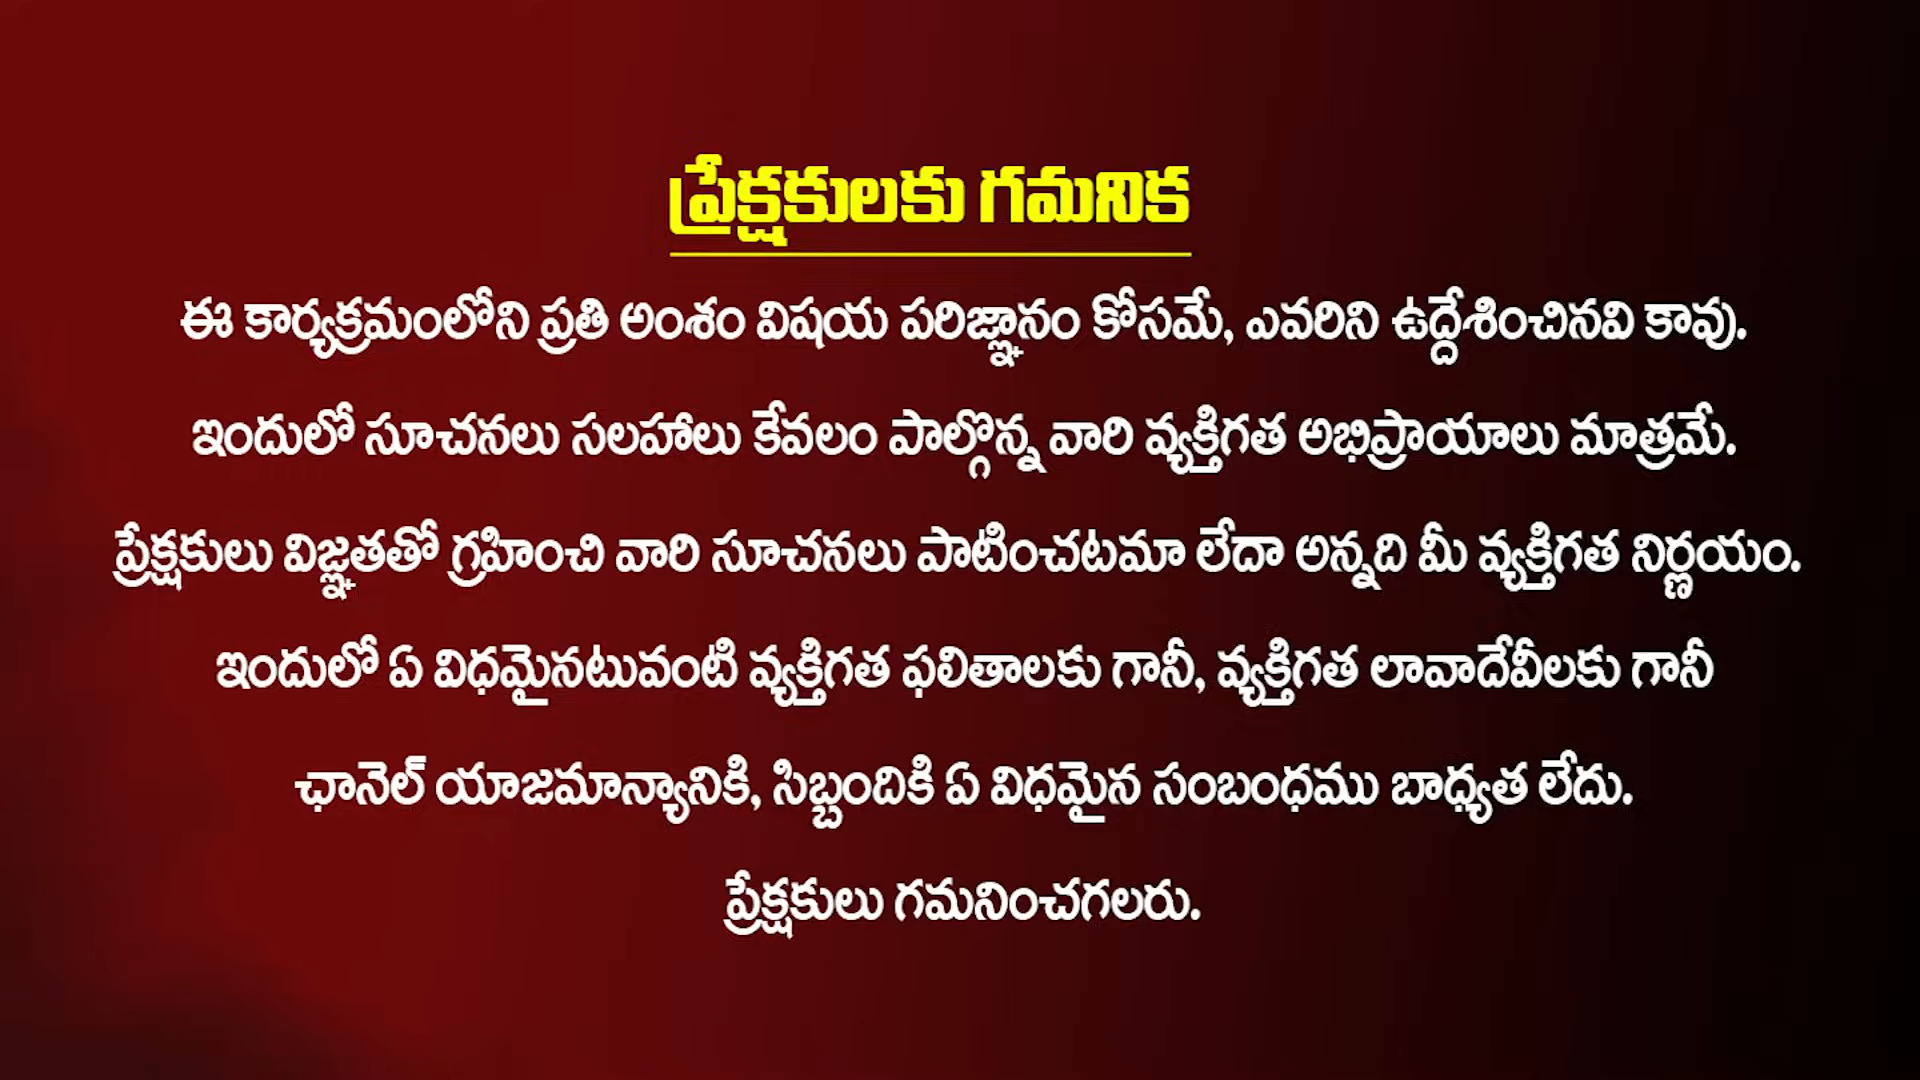 ప్రేక్షకులకు గమనిక
ఈ కార్యక్రమంలోని ప్రతి అంశం విషయ పరిజ్ఞానం కోసమే, ఎవరిని ఉద్దేశించినవి కావు.
ఇందులో సూచనలు సలహాలు కేవలం పాల్గొన్న వారి వ్యక్తిగత అభిప్రాయాలు మాత్రమే.
ప్రేక్షకులు విజ్ఞతతో గ్రహించి వారి సూచనలు పాటించటమా లేదా అన్నది మీ వ్యక్తిగత నిర్ణయం.
ఇందులో ఏ విధమైనటువంటి వ్యక్తిగత ఫలితాలకు గానీ, వ్యక్తిగత లావాదేవీలకు గానీ
ఛానెల్ యాజమాన్యానికి, సిబ్బందికి ఏ విధమైన సంబంధము బాధ్యత లేదు.
ప్రేక్షకులు గమనించగలరు.